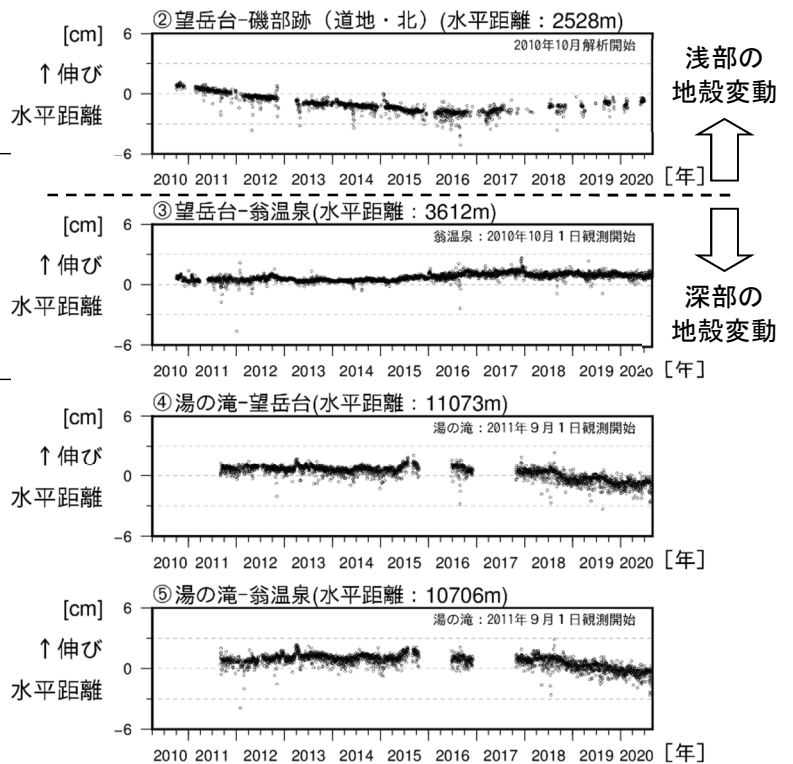 ②望岳台-磯部跡（道地・北）(水平距離：2528m)
[cm]
2010年10月解析開始
↑伸び
水平距離
6
0
-6
2010 2011 2012 2013 2014 2015 2016 2017 2018 2019 2020 [年]
浅部の
地殻変動
③望岳台-翁温泉(水平距離：3612m)
[cm]
翁温泉：2010年10月1日観測開始
↑伸び
水平距離
6
0
-6
2010 2011 2012 2013 2014 2015 2016 2017 2018 2019 2020 [年]
深部の
地殻変動
④湯の滝-望岳台(水平距離：11073m)
[cm]
湯の滝：2011年９月１日観測開始
↑伸び
水平距離
6
0
-6
2010 2011 2012 2013 2014 2015 2016 2017 2018 2019 2020 [年]
⑤湯の滝-翁温泉(水平距離：10706m)
[cm]
湯の滝：2011年９月１日観測開始
↑伸び
水平距離
6
0
-6
2010 2011 2012 2013 2014 2015 2016 2017 2018 2019 2020 [年]